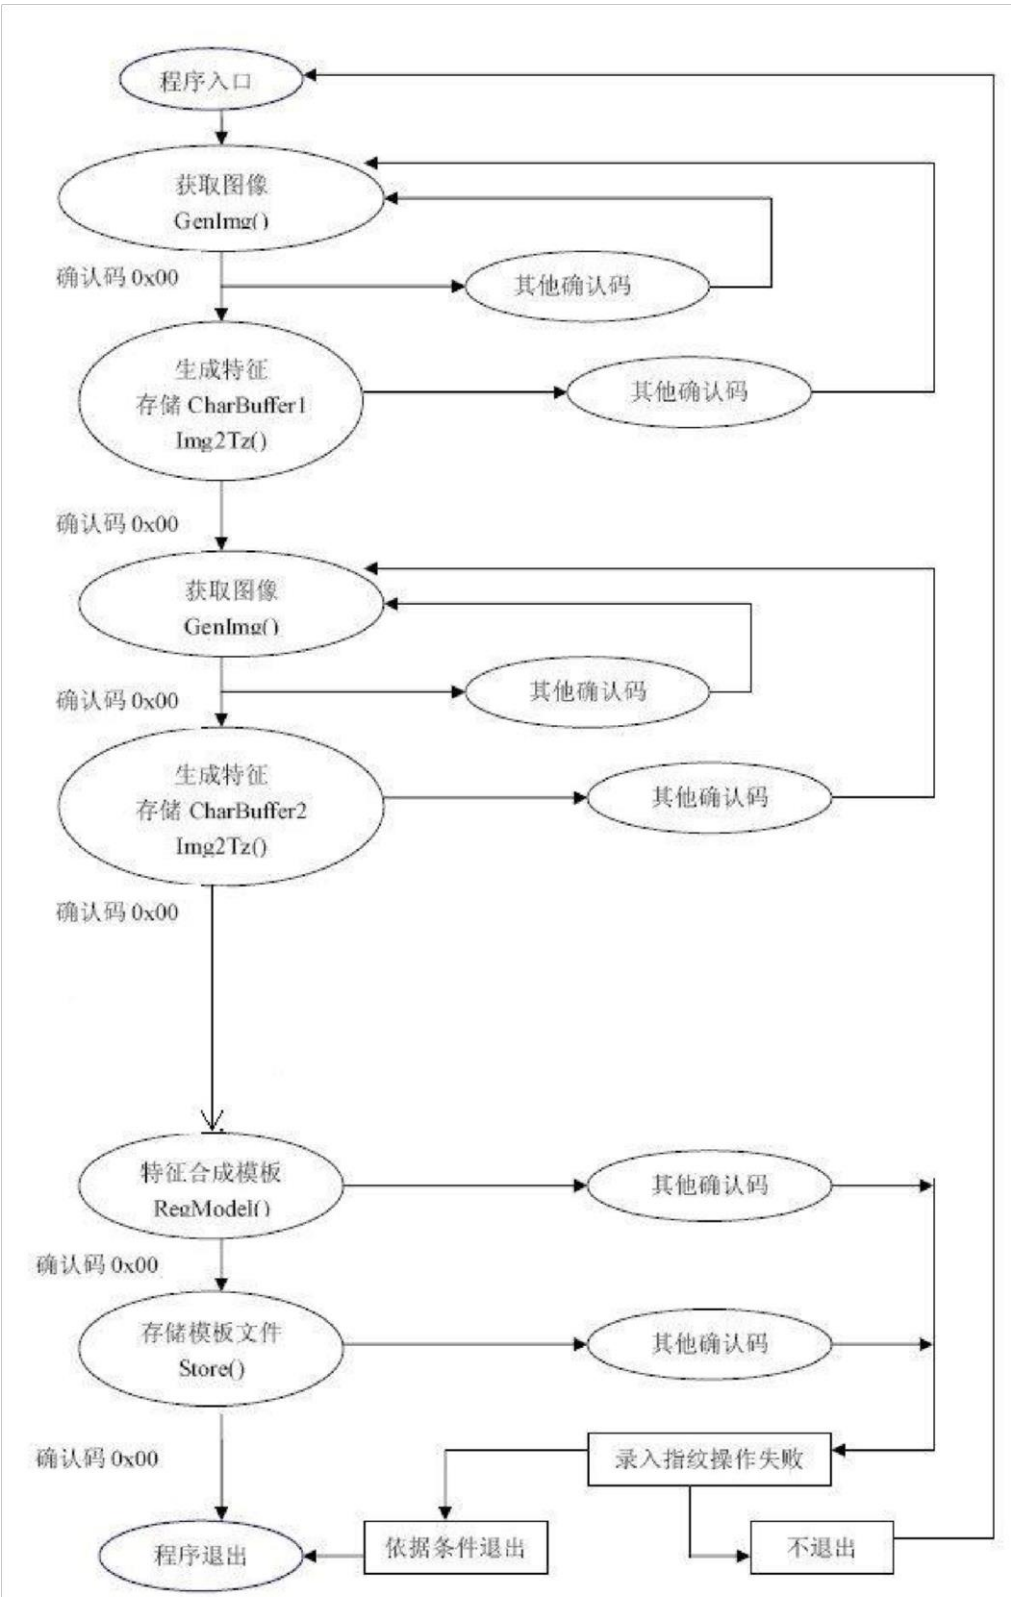 程序入口
获取图像
GenImg()
确认码 0x00
其他确认码
生成特征
存储 CharBuffer1
Img2Tz()
其他确认码
确认码 0x00
获取图像
GenImg()
确认码 0x00
其他确认码
生成特征
存储 CharBuffer2
Img2Tz()
其他确认码
确认码 0x00
特征合成模板
RegModel()
其他确认码
确认码 0x00
存储模板文件
Store()
其他确认码
确认码 0x00
录入指纹操作失败
程序退出
依据条件退出
不退出